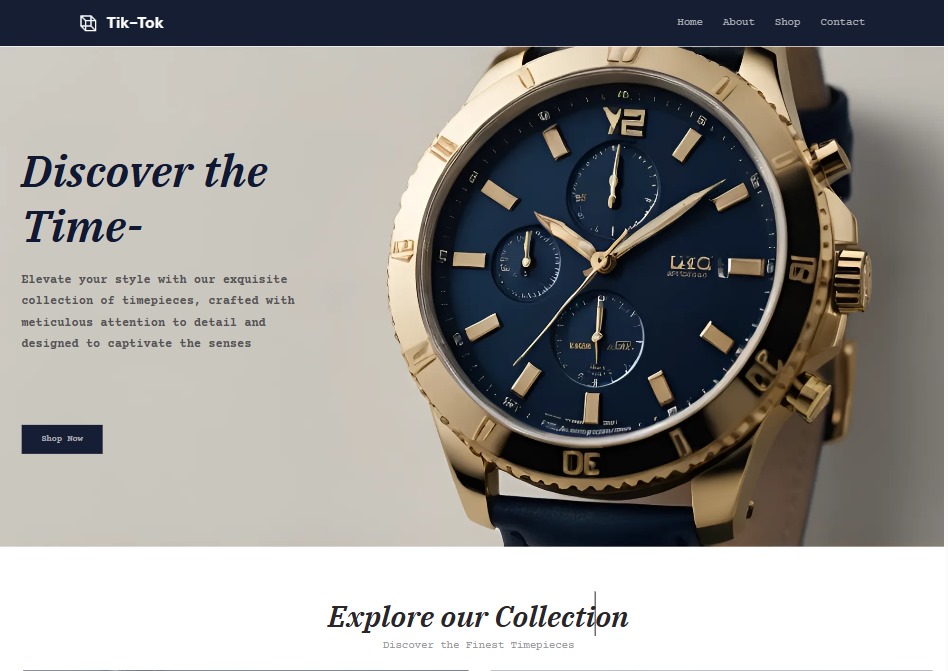 Tik-Tok
Home About Shop Contact
Discover the
Time-
Elevate your style with our exquisite
collection of timepieces, crafted with
meticulous attention to detail and
designed to captivate the senses
Shop Now
Explore our Collection
Discover the Finest Timepieces